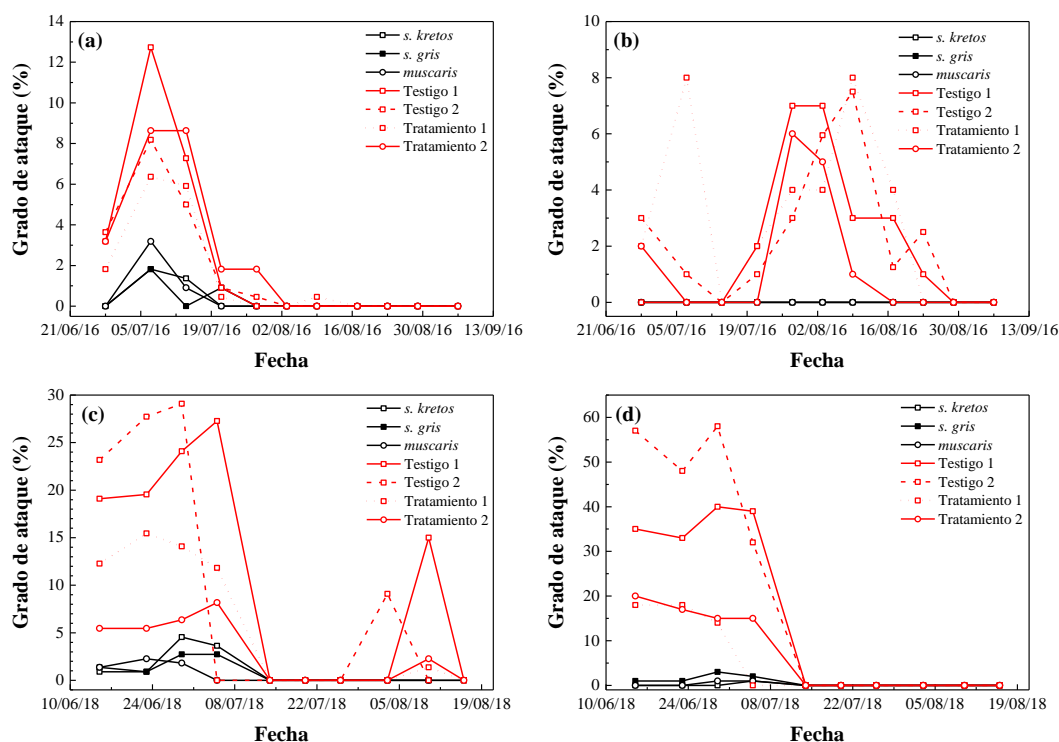 (a)
s. kretos
s. gris
muscaris
Testigo 1
Testigo 2
Tratamiento 1
Tratamiento 2
14
12
10
8
6
4
2
0
Grado de ataque (%)
21/06/16 05/07/16 19/07/16 02/08/16 16/08/16 30/08/16 13/09/16
Fecha
(b)
s. kretos
s. gris
muscaris
Testigo 1
Testigo 2
Tratamiento 1
Tratamiento 2
10
8
6
4
2
0
Grado de ataque (%)
21/06/16 05/07/16 19/07/16 02/08/16 16/08/16 30/08/16 13/09/16
Fecha
(c)
s. kretos
s. gris
muscaris
Testigo 1
Testigo 2
Tratamiento 1
Tratamiento 2
30
25
20
15
10
5
0
Grado de ataque (%)
10/06/18 24/06/18 08/07/18 22/07/18 05/08/18 19/08/18
Fecha
(d)
s. kretos
s. gris
muscaris
Testigo 1
Testigo 2
Tratamiento 1
Tratamiento 2
60
50
40
30
20
10
0
Grado de ataque (%)
10/06/18 24/06/18 08/07/18 22/07/18 05/08/18 19/08/18
Fecha